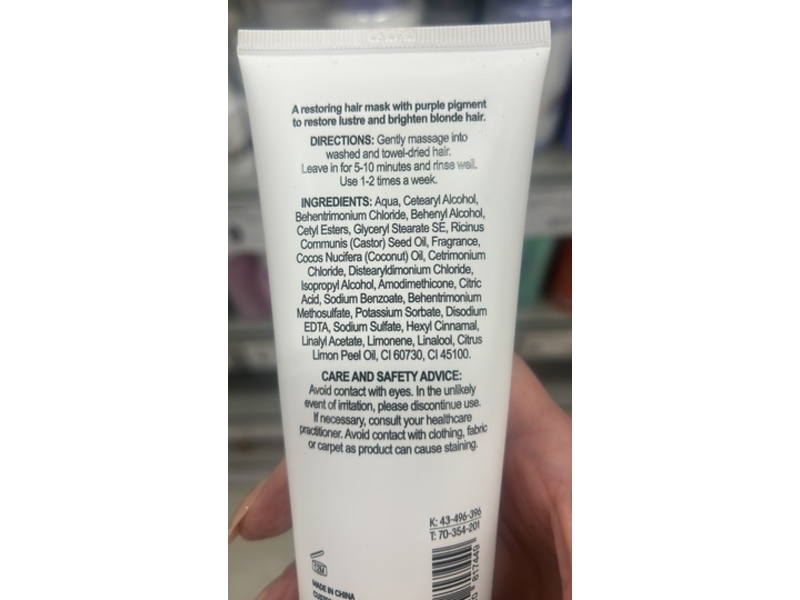 A restoring hair mask with purple pigment
to restore lustre and brighten blonde hair.
DIRECTIONS: Gently massage into
washed and towel-dried hair.
Leave in for 5-10 minutes and rinse well.
Use 1-2 times a week.
INGREDIENTS: Aqua, Cetearyl Alcohol,
Behentrimonium Chloride, Behenyl Alcohol,
Cetyl Esters, Glyceryl Stearate SE, Ricinus
Communis (Castor) Seed Oil, Fragrance,
Cocos Nucifera (Coconut) Oil, Cetrimonium
Chloride, Distearyldimonium Chloride,
Isopropyl Alcohol, Amodimethicone, Citric
Acid, Sodium Benzoate, Behentrimonium
Methosulfate, Potassium Sorbate, Disodium
EDTA, Sodium Sulfate, Hexyl Cinnamal,
Linalyl Acetate, Limonene, Linalool, Citrus
Limon Peel Oil, CI 60730, CI 45100.
CARE AND SAFETY ADVICE:
Avoid contact with eyes. In the unlikely
event of irritation, please discontinue use.
If necessary, consult your healthcare
practitioner. Avoid contact with clothing, fabric
or carpet as product can cause staining.
K: 43-496-396
T: 70-354-201
12M
MADE IN CHINA
817449